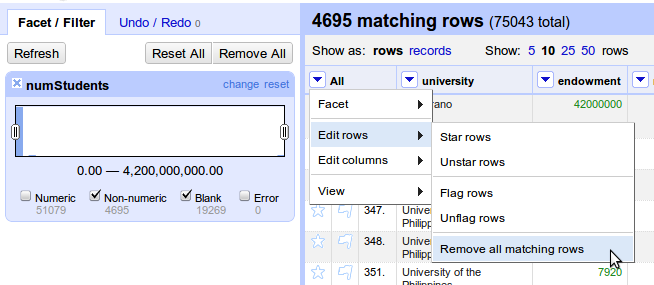 Facet / Filter
Undo / Redo 0
Refresh
Reset All
Remove All
numStudents
change reset
0.00 — 4,200,000,000.00
Numeric
51079
Non-numeric
4695
Blank
19269
Error
0
4695 matching rows (75043 total)
Show as: rows records
Show: 5 10 25 50 rows
All
university
endowment
rano
42000000
Facet
Edit rows
Edit columns
View
Star rows
Unstar rows
Flag rows
Unflag rows
Remove all matching rows
347.
Univer
Philipp
348.
Univer
Philipp
351.
University of the
Philippines
7920